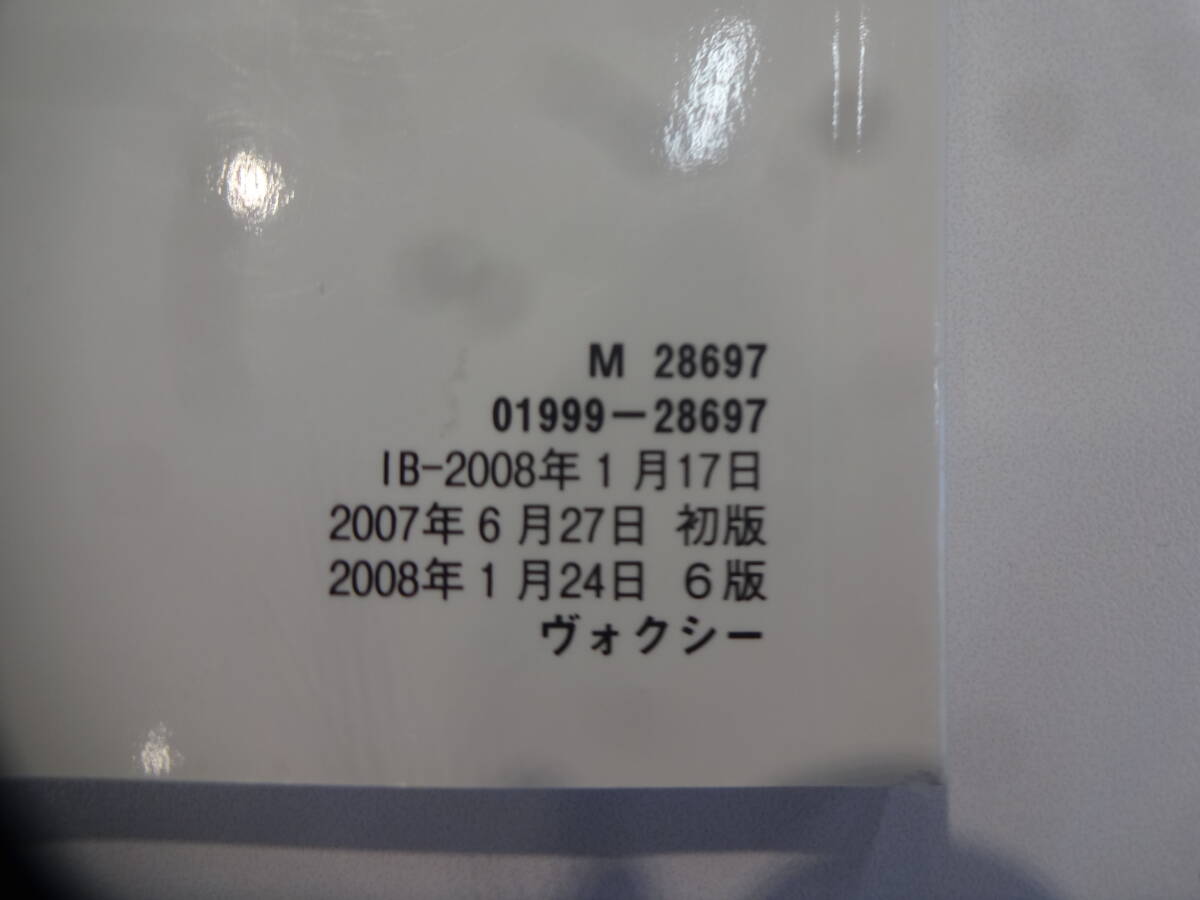 M 28697
01999-28697
IB-2008年1月17日
2007年6月27日 初版
2008年1月24日 6版
ヴォクシー